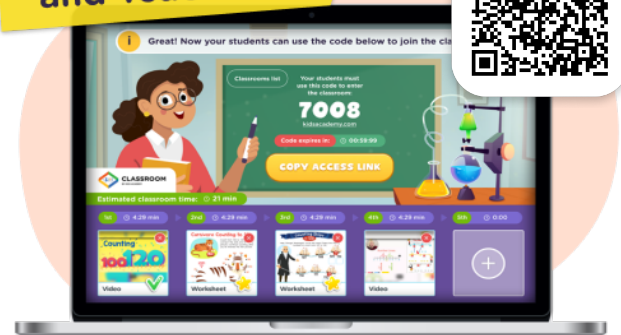 Great! Now your students can use the code below to join the cla
Classrooms list
Your students must
use this code to enter
the classroom
7008
kidsacademy.com
Code expires in:
00:59:99
COPY ACCESS LINK
CLASSROOM
Estimated classroom time: 21 min
1st 4:29 min
2nd 4:29 min
3rd 4:29 min
4th 4:29 min
5th 0:00
Counting
100 120
Video
Worksheet
Worksheet
Video